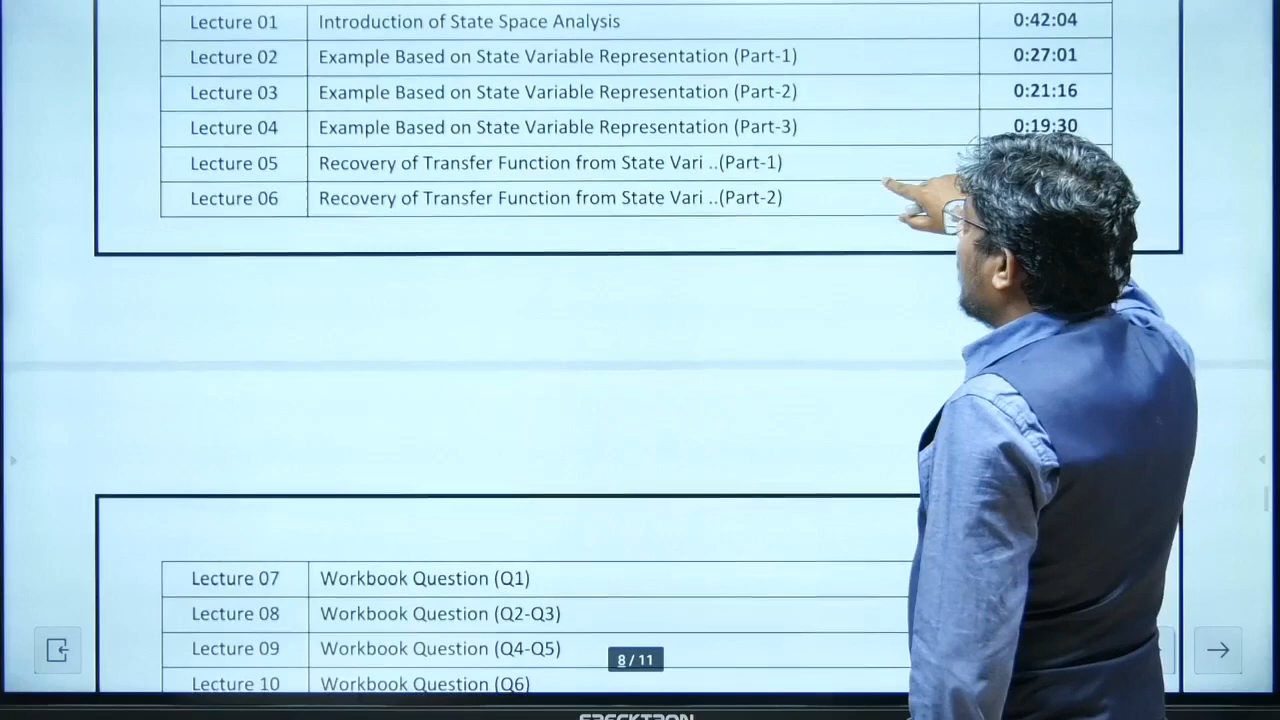 Lecture 01 Introduction of State Space Analysis 0:42:04
Lecture 02 Example Based on State Variable Representation (Part-1) 0:27:01
Lecture 03 Example Based on State Variable Representation (Part-2) 0:21:16
Lecture 04 Example Based on State Variable Representation (Part-3) 0:19:30
Lecture 05 Recovery of Transfer Function from State Vari ..(Part-1)
Lecture 06 Recovery of Transfer Function from State Vari ..(Part-2)
Lecture 07 Workbook Question (Q1)
Lecture 08 Workbook Question (Q2-Q3)
Lecture 09 Workbook Question (Q4-Q5)
8 / 11
Lecture 10 Workbook Question (Q6)
SPECKTRON